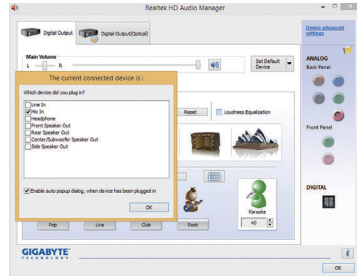 Realtek HD Audio Manager
Digital Output
Digital Output(Optical)
Device advanced settings
Main Volume
L
R
Set Default Device
ANALOG
Back Panel
The current connected device is :
Which device did you plug in?
Line In
Mic In
Headphone
Front Speaker Out
Rear Speaker Out
Center/Subwoofer Speaker Out
Side Speaker Out
Reset
Loudness Equalization
Front Panel
Enable auto popup dialog, when device has been plugged in
OK
DIGITAL
Karaoke
Pop
Live
Club
Rock
+0
GIGABYTE
TECHNOLOGY
OK